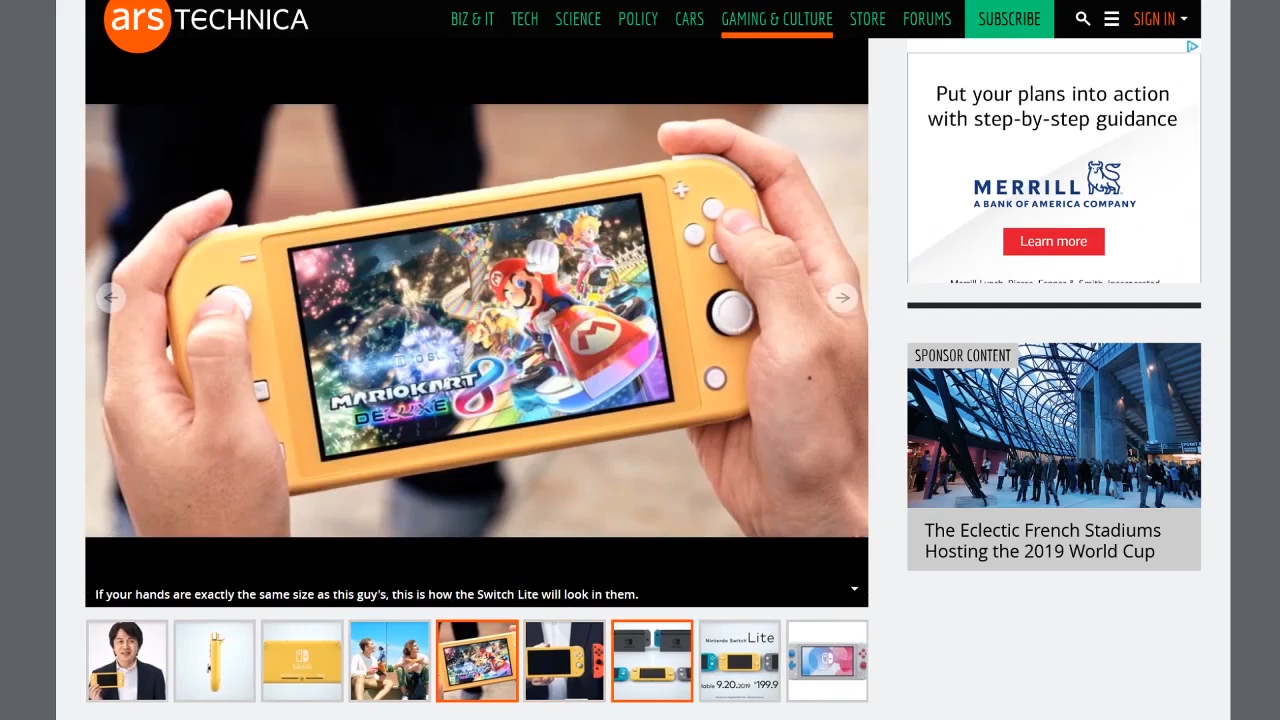 ars TECHNICA
BIZ & IT TECH SCIENCE POLICY CARS GAMING & CULTURE STORE FORUMS SUBSCRIBE SIGN IN
Put your plans into action
with step-by-step guidance
MERRILL
A BANK OF AMERICA COMPANY
Learn more
MARIOKART
DELUXE 8
SPONSOR CONTENT
The Eclectic French Stadiums
Hosting the 2019 World Cup
If your hands are exactly the same size as this guy's, this is how the Switch Lite will look in them.
Nintendo Switch Lite
9.20.2019 $199.9